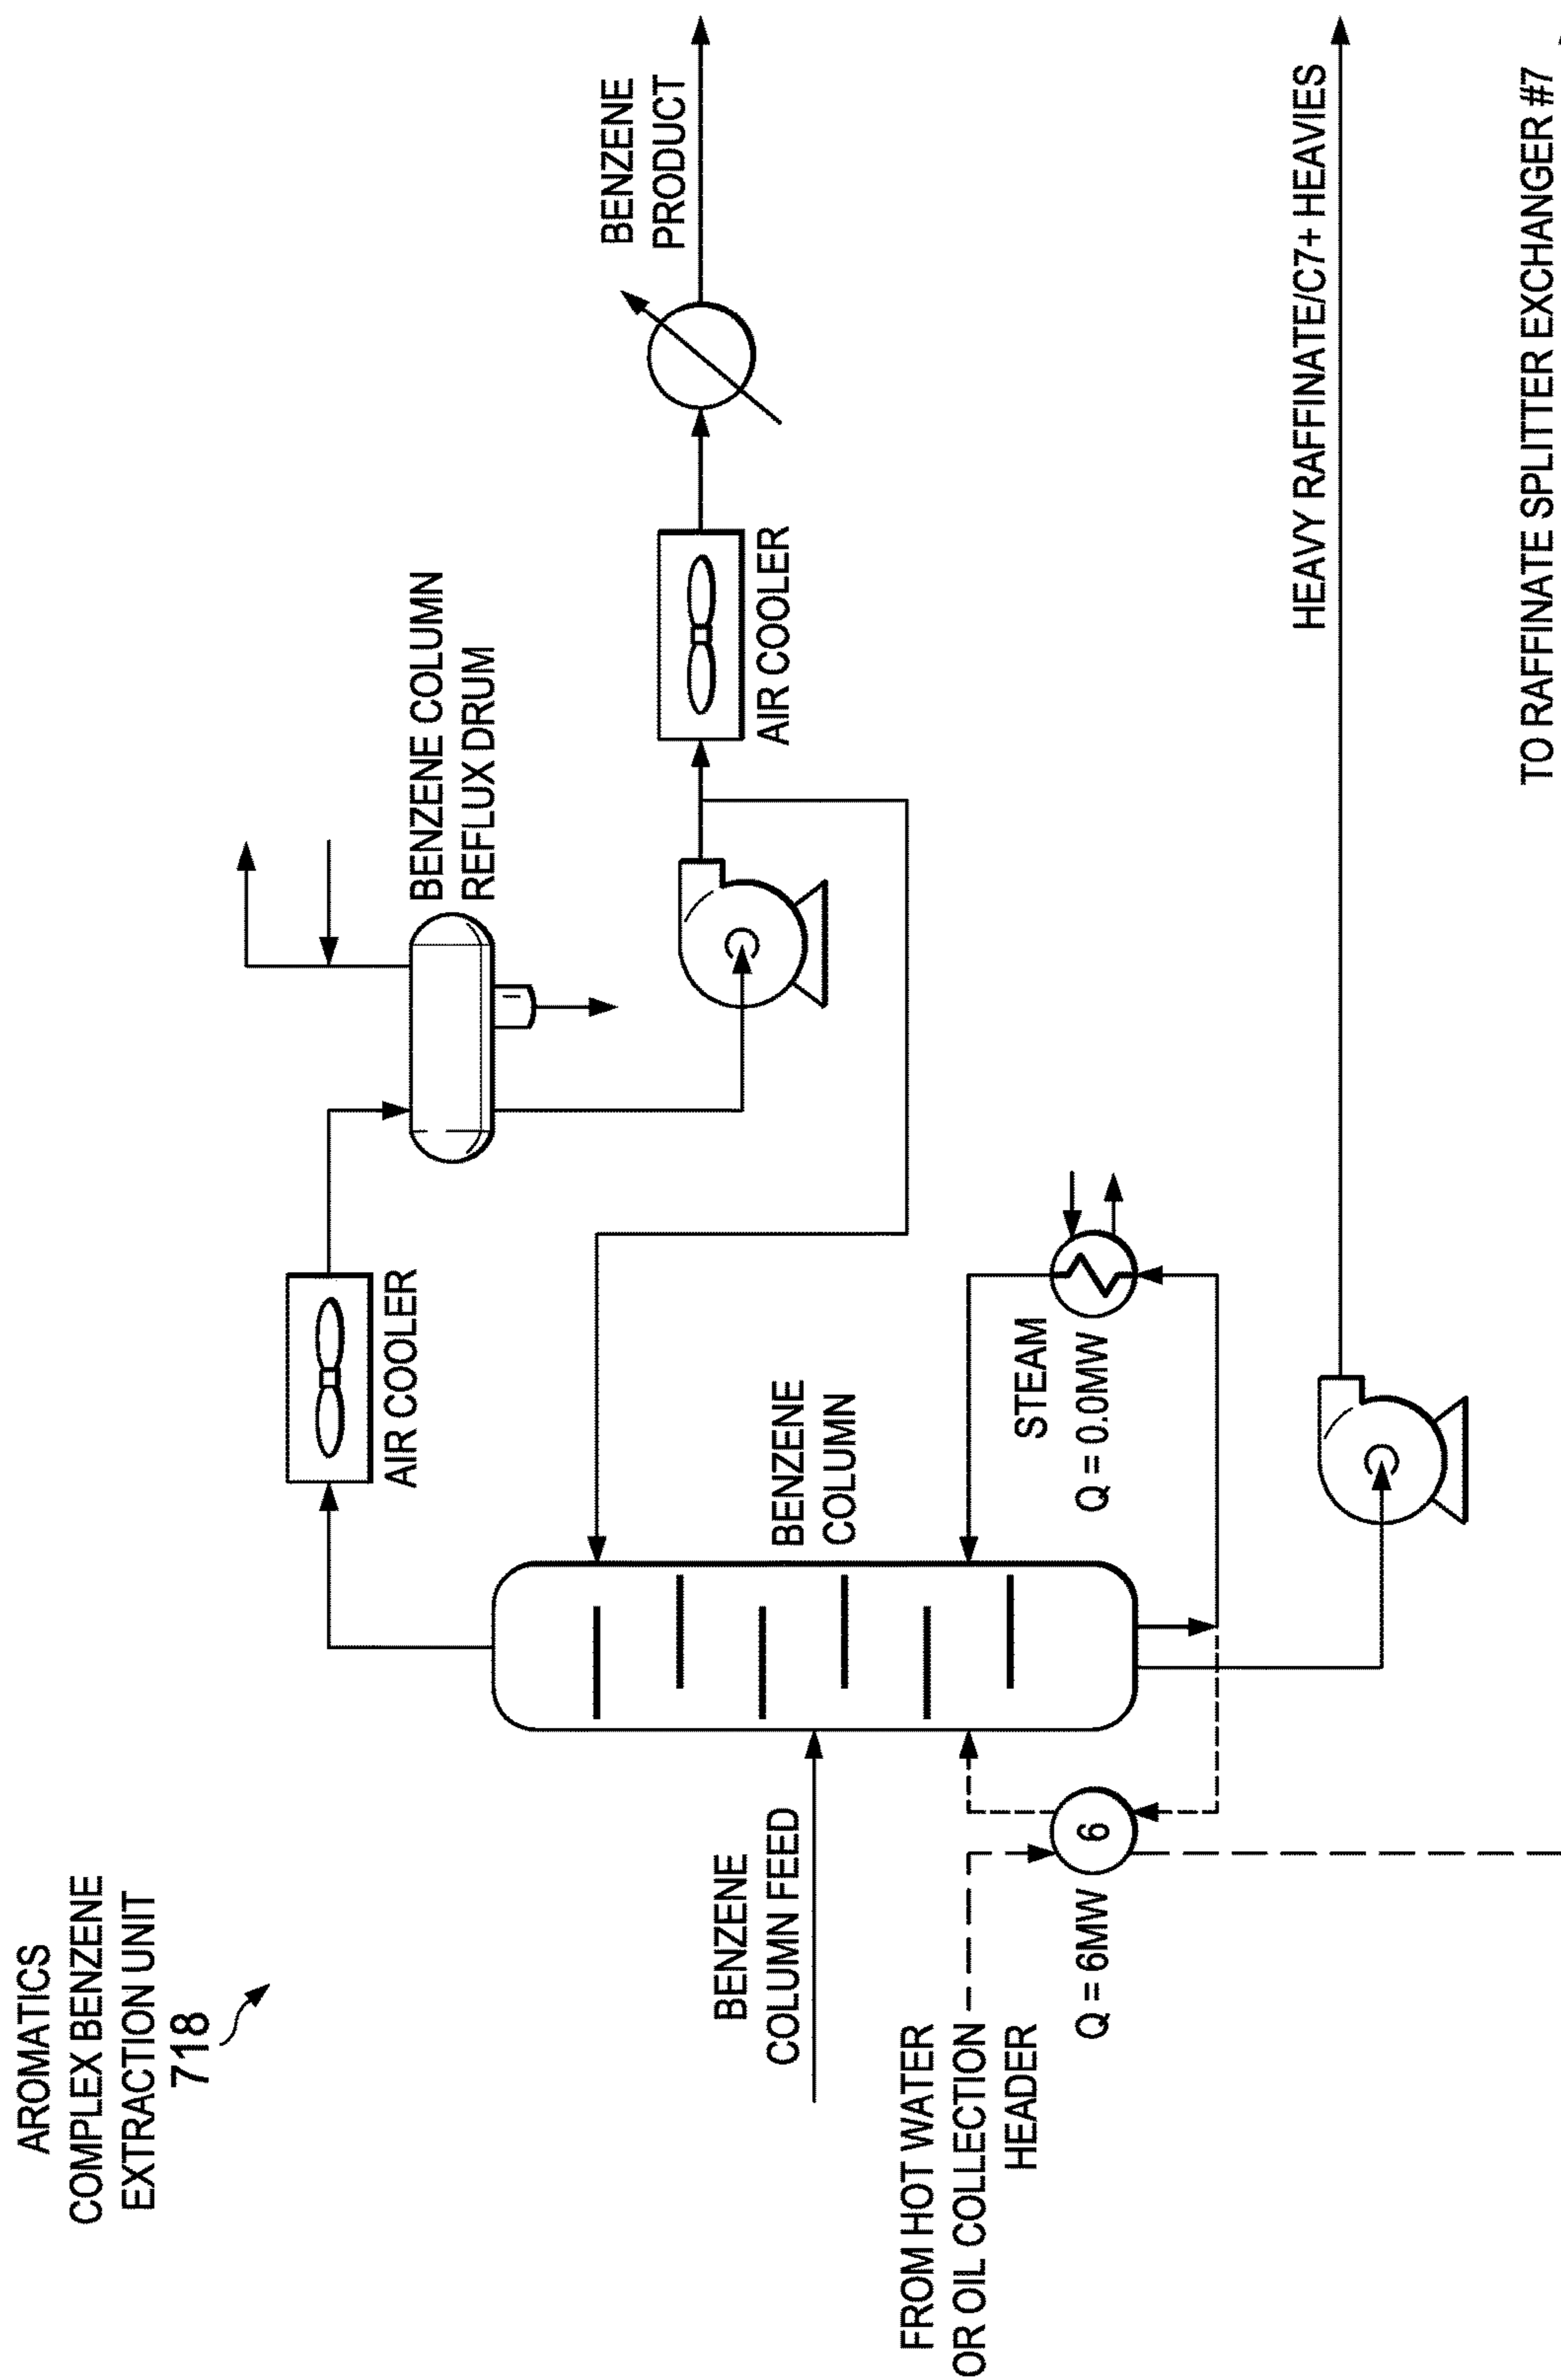 AROMATICS
COMPLEX BENZENE
EXTRACTION UNIT
718
AIR COOLER
BENZENE COLUMN
REFLUX DRUM
BENZENE
PRODUCT
AIR COOLER
BENZENE
COLUMN FEED
BENZENE
COLUMN
STEAM
Q = 0.0MW
FROM HOT WATER
OR OIL COLLECTION
HEADER
6
Q = 6MW
HEAVY RAFFINATE/C7+ HEAVIES
TO RAFFINATE SPLITTER EXCHANGER #7